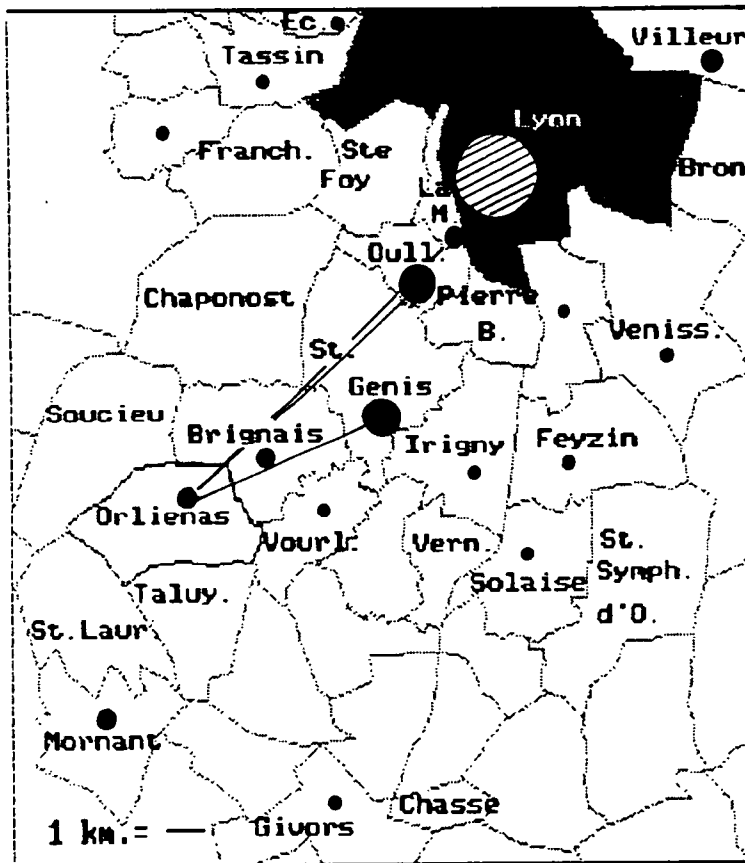 Ec.
Villeur
Tassin
Lyon
Franch.
Ste
Foy
Bron
La
M
Oull.
Chaponost
Pierre
B.
Veniss.
St.
Genis
Soucieu
Brignais
Irigny
Feyzin
Orlienas
Vourl.
Vern.
St.
Symph.
d'O.
Solaise
Taluy.
St.Laur.
Mornant
Givors
Chasse
1 km.=